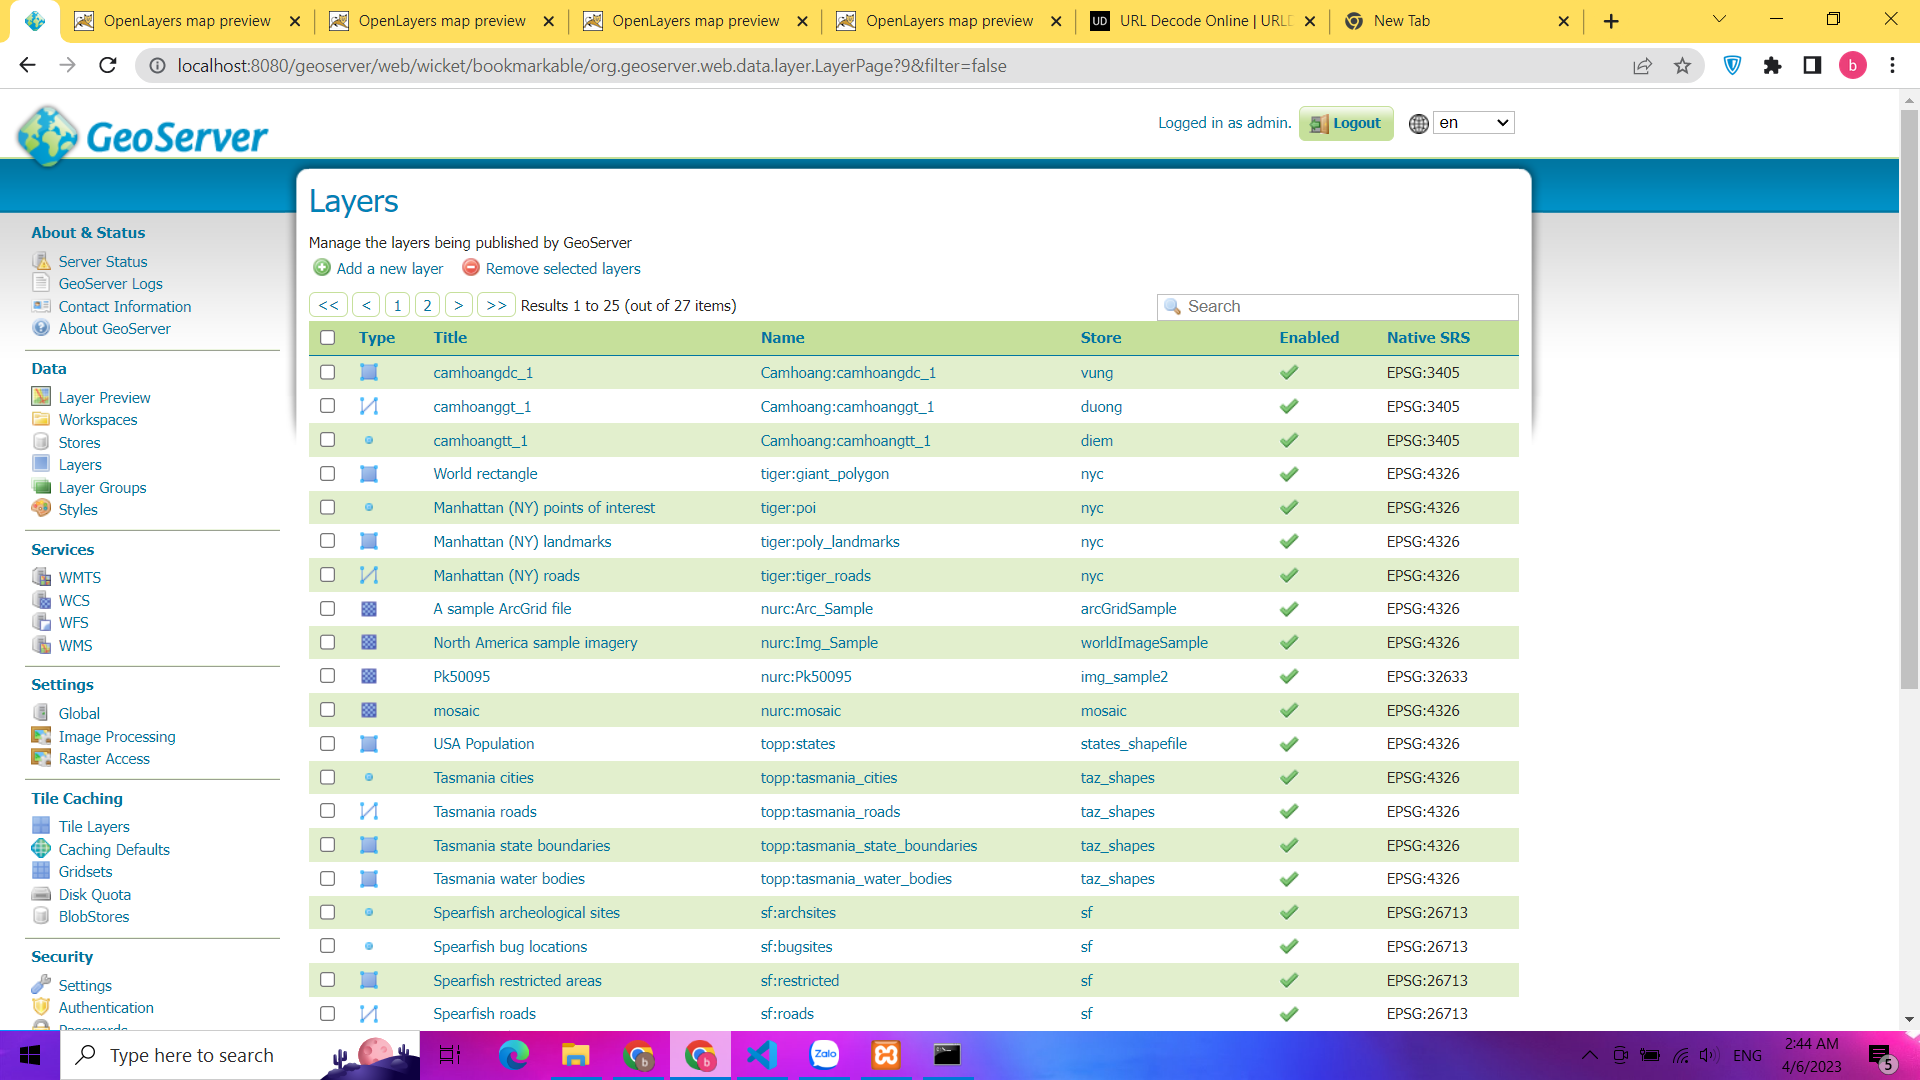 OpenLayers map preview
OpenLayers map preview
OpenLayers map preview
OpenLayers map preview
UD URL Decode Online | URLD
New Tab
localhost:8080/geoserver/web/wicket/bookmarkable/org.geoserver.web.data.layer.LayerPage?9&filter=false
b
GeoServer
Logged in as admin.
Logout
en
About & Status
Server Status
GeoServer Logs
Contact Information
About GeoServer
Data
Layer Preview
Workspaces
Stores
Layers
Layer Groups
Styles
Services
WMTS
WCS
WFS
WMS
Settings
Global
Image Processing
Raster Access
Tile Caching
Tile Layers
Caching Defaults
Gridsets
Disk Quota
BlobStores
Security
Settings
Authentication
Passwords
Layers
Manage the layers being published by GeoServer
Add a new layer Remove selected layers
<< < 1 2 > >> Results 1 to 25 (out of 27 items) Search
Type Title Name Store Enabled Native SRS
camhoangdc_1 Camhoang:camhoangdc_1 vung EPSG:3405
camhoanggt_1 Camhoang:camhoanggt_1 duong EPSG:3405
camhoangtt_1 Camhoang:camhoangtt_1 diem EPSG:3405
World rectangle tiger:giant_polygon nyc EPSG:4326
Manhattan (NY) points of interest tiger:poi nyc EPSG:4326
Manhattan (NY) landmarks tiger:poly_landmarks nyc EPSG:4326
Manhattan (NY) roads tiger:tiger_roads nyc EPSG:4326
A sample ArcGrid file nurc:Arc_Sample arcGridSample EPSG:4326
North America sample imagery nurc:Img_Sample worldImageSample EPSG:4326
Pk50095 nurc:Pk50095 img_sample2 EPSG:32633
mosaic nurc:mosaic mosaic EPSG:4326
USA Population topp:states states_shapefile EPSG:4326
Tasmania cities topp:tasmania_cities taz_shapes EPSG:4326
Tasmania roads topp:tasmania_roads taz_shapes EPSG:4326
Tasmania state boundaries topp:tasmania_state_boundaries taz_shapes EPSG:4326
Tasmania water bodies topp:tasmania_water_bodies taz_shapes EPSG:4326
Spearfish archeological sites sf:archsites sf EPSG:26713
Spearfish bug locations sf:bugsites sf EPSG:26713
Spearfish restricted areas sf:restricted sf EPSG:26713
Spearfish roads sf:roads sf EPSG:26713
Type here to search
b
b
Zalo
ENG
2:44 AM
4/6/2023
5